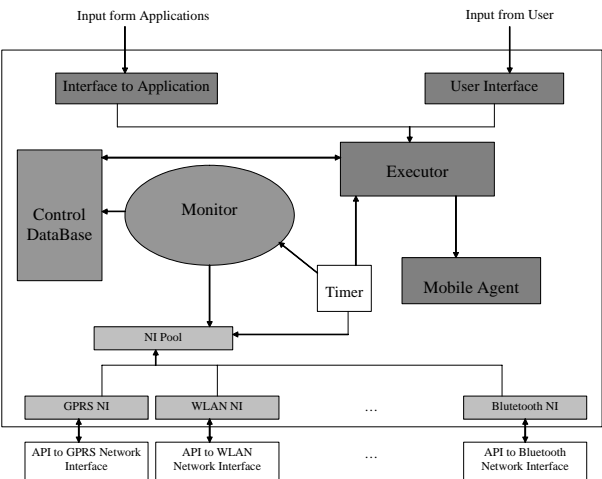 Input form Applications
Input from User
Interface to Application
User Interface
Executor
Control
DataBase
Monitor
Timer
Mobile Agent
NI Pool
GPRS NI
WLAN NI
...
Blutetooth NI
API to GPRS Network
Interface
API to WLAN
Network Interface
...
API to Bluetooth
Network Interface